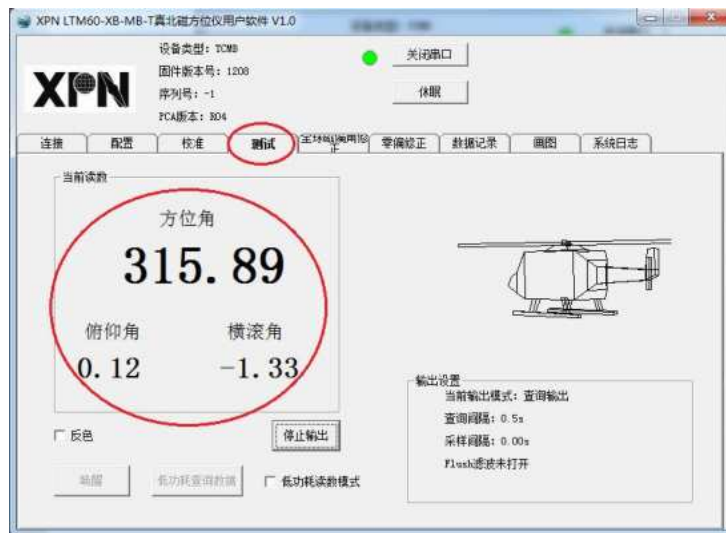 XPN LTM60-XB-MB-T真北磁方位仪用户软件 V1.0
设备类型: TCMB
固件版本号: 1208
序列号: -1
PCA版本: R04
XPN
关闭串口
休眠
连接 配置 校准 测试 零偏修正 数据记录 画图 系统日志
当前读数
方位角
315.89
俯仰角 横滚角
0.12 -1.33
反色
停止输出
唤醒
低功耗查询数据
低功耗读数模式
输出设置
当前输出模式: 查询输出
查询间隔: 0.5s
采样间隔: 0.00s
Flush滤波未打开